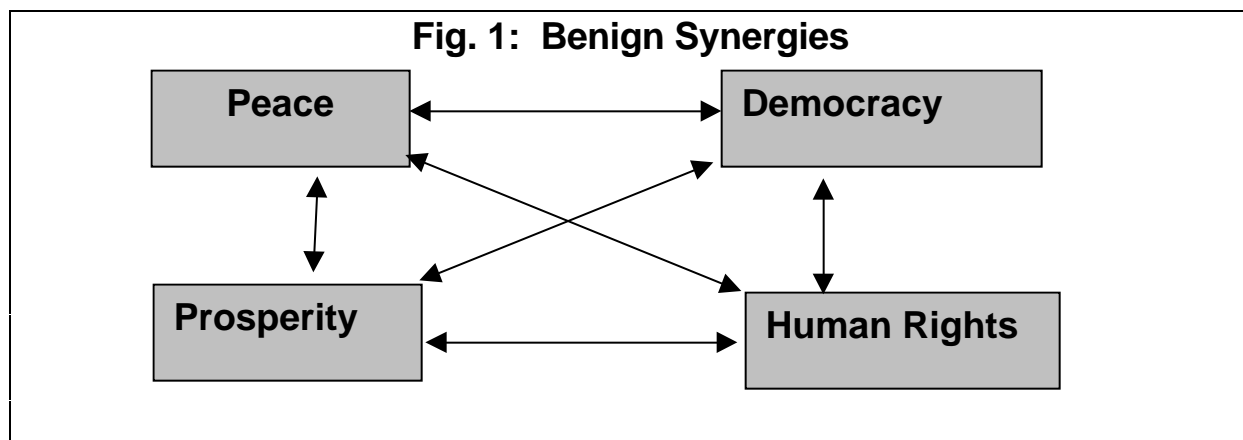 Fig. 1: Benign Synergies
Peace
Democracy
Prosperity
Human Rights